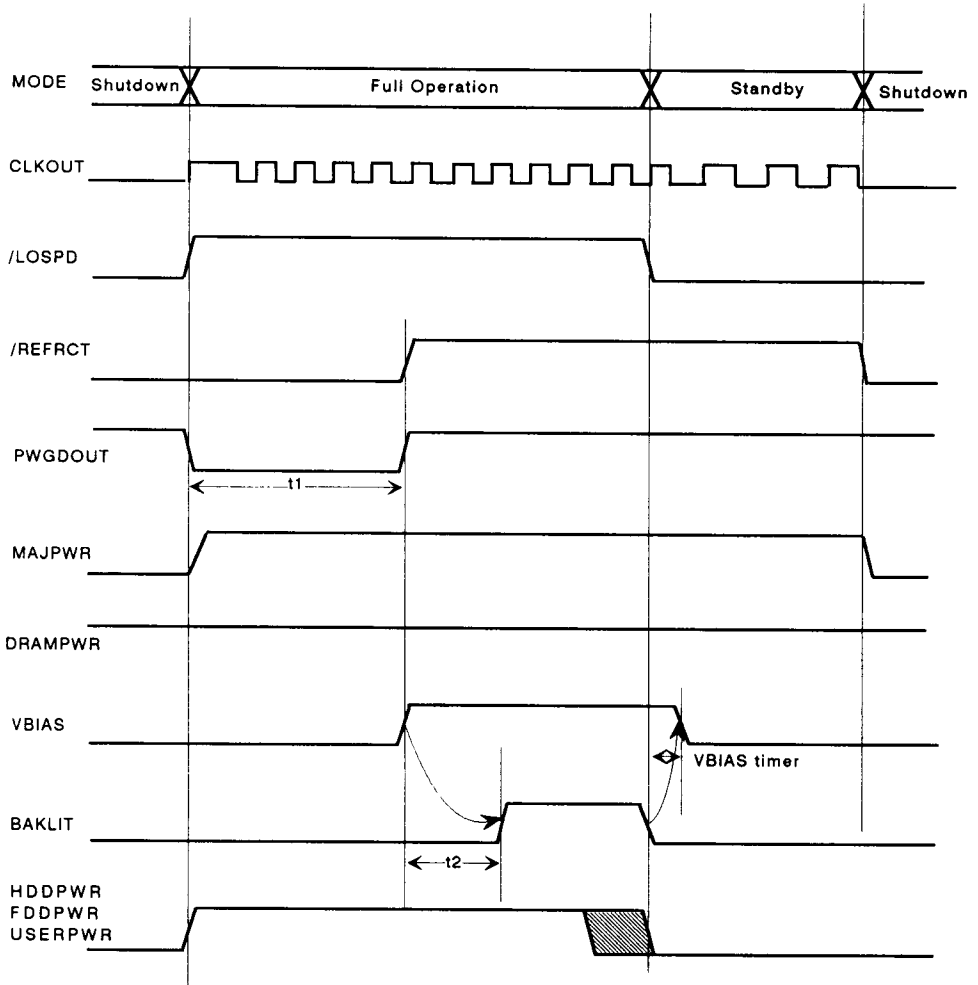 MODE Shutdown Full Operation Standby Shutdown
CLKOUT
/LOSPD
/REFRCT
PWGDOUT
t1
MAJPWR
DRAMPWR
VBIAS
VBIAS timer
BAKLIT
t2
HDDPWR
FDDPWR
USERPWR